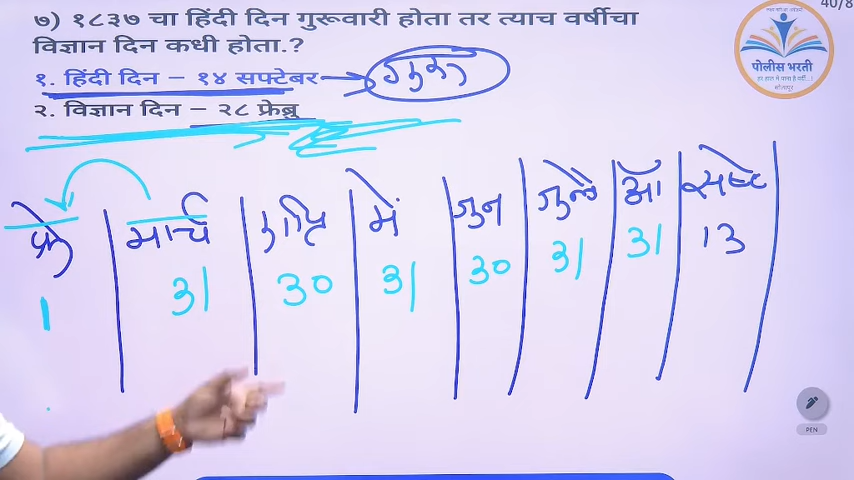 40/8
७) १८३७ चा हिंदी दिन गुरूवारी होता तर त्याच वर्षीचा
विज्ञान दिन कधी होता.?
१. हिंदी दिन – १४ सफ्टेबर
२. विज्ञान दिन – २८ फ्रेब्रु
पोलीस भरती
सोलापूर
फे मार्च एप्रि में जुन जुलै ऑ सप्टे
1 31 30 31 30 31 31 13
PEN